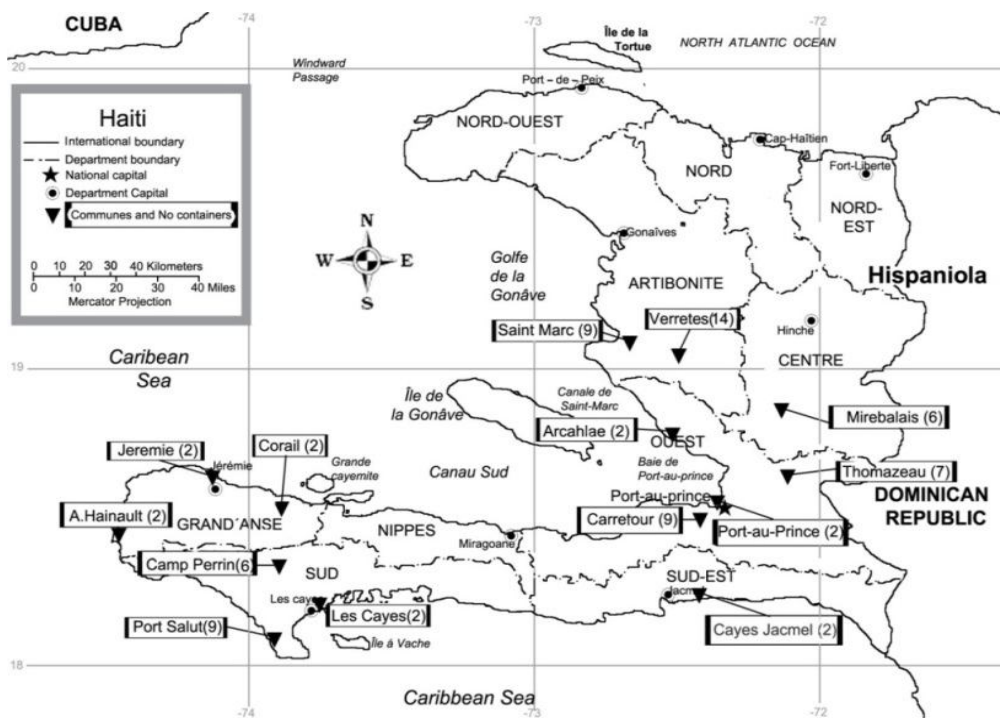 CUBA
-74
-73
-72
Île de la
Tortue
NORTH ATLANTIC OCEAN
20
Windward
Passage
Port – de – Peix
Haiti
International boundary
Department boundary
National capital
Department Capital
Communes and No containers
0 10 20 30 40 Kilometers
0 10 20 30 40 Miles
Mercator Projection
NORD-OUEST
Cap-Haïtien
NORD
Fort-Liberte
NORD-
EST
N
W E
S
Gonaïves
Golfe
de la
Gonâve
ARTIBONITE
Hispaniola
Saint Marc (9)
Verretes(14)
Hinche
CENTRE
Caribean
Sea
19
Île de
la Gonâve
Canale de
Saint-Marc
Mirebalais (6)
Arcahlae (2)
OUEST
Jeremie (2)
Corail (2)
Jérémie
Grande
cayemite
Canau Sud
Baie de
Port-au-prince
Thomazeau (7)
DOMINICAN
REPUBLIC
A.Hainault (2)
GRAND´ANSE
NIPPES
Miragoane
Port-au-prince
Carretour (9)
Port-au-Prince (2)
Camp Perrin(6)
SUD
SUD-EST
Jacmel
Les cayes
Les Cayes(2)
Port Salut(9)
Île á Vache
Cayes Jacmel (2)
18
Caribbean Sea
-74
-73
-72